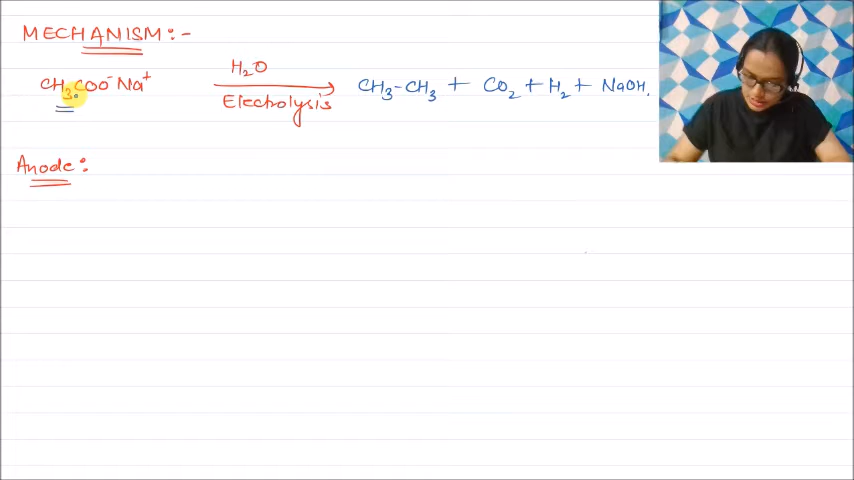 MECHANISM:-
H₂O
CH₃COO⁻Na⁺ ⟶ CH₃-CH₃ + CO₂ + H₂ + NaOH.
Electrolysis
Anode: